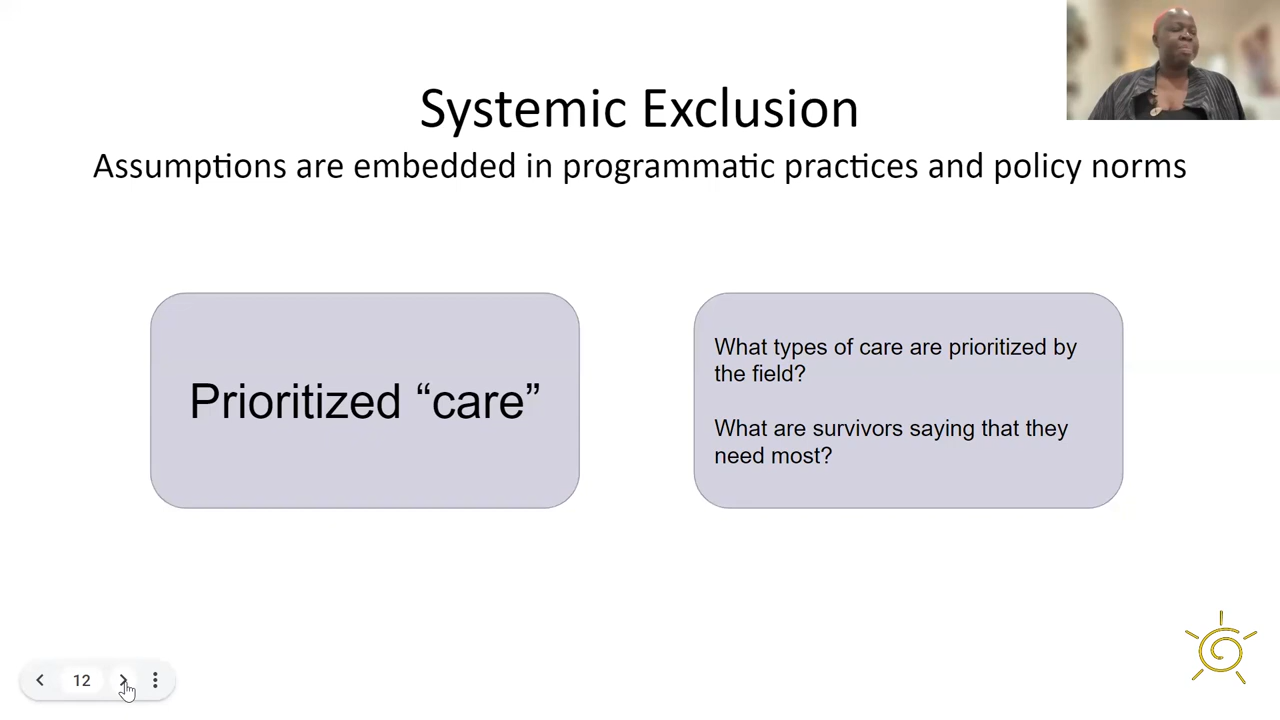 Systemic Exclusion
Assumptions are embedded in programmatic practices and policy norms
Prioritized “care”
What types of care are prioritized by
the field?
What are survivors saying that they
need most?
12